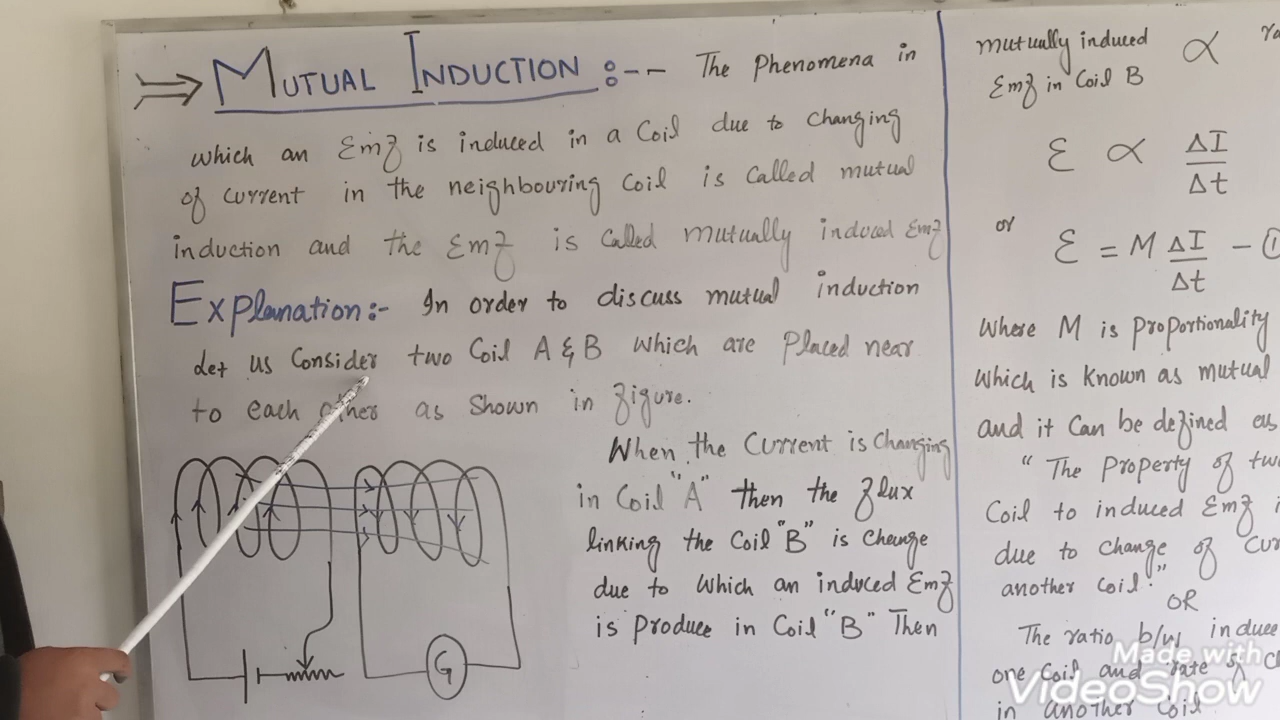 ⇒ MUTUAL INDUCTION :-- The Phenomena in
which an Emf is induced in a Coil due to Changing
of current in the neighbouring Coil is Called mutual
induction and the Emf is Called mutually induced Emf
Explanation:- In order to discuss mutual induction
Let us Consider two Coil A & B which are Placed near
to each other as Shown in figure.
When the Current is Changing
in Coil "A" then the flux
linking the Coil "B" is Change
due to which an induced Emf
is Produce in Coil "B" Then
G
mutually induced ∝
Emf in Coil B
ε ∝ ΔI
Δt
or
ε = M ΔI - ①
Δt
Where M is Proportionality
which is known as mutual
and it Can be defined as
" The Property of two
Coil to induced Emf
due to change of
another Coil."
OR
The ratio b/w
one Coil and rate of
in another Coil
Made with
VideoShow